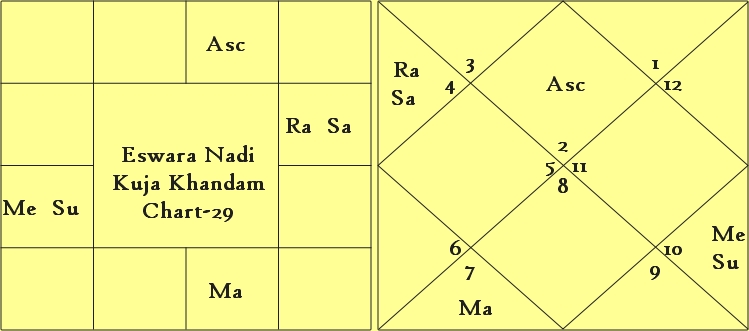 Asc
Ra Sa
Eswara Nadi
Kuja Khandam
Chart-29
Me Su
Ma
3
1
Ra
Sa
4
Asc
12
2
5
11
8
6
10
7
9
Me
Su
Ma